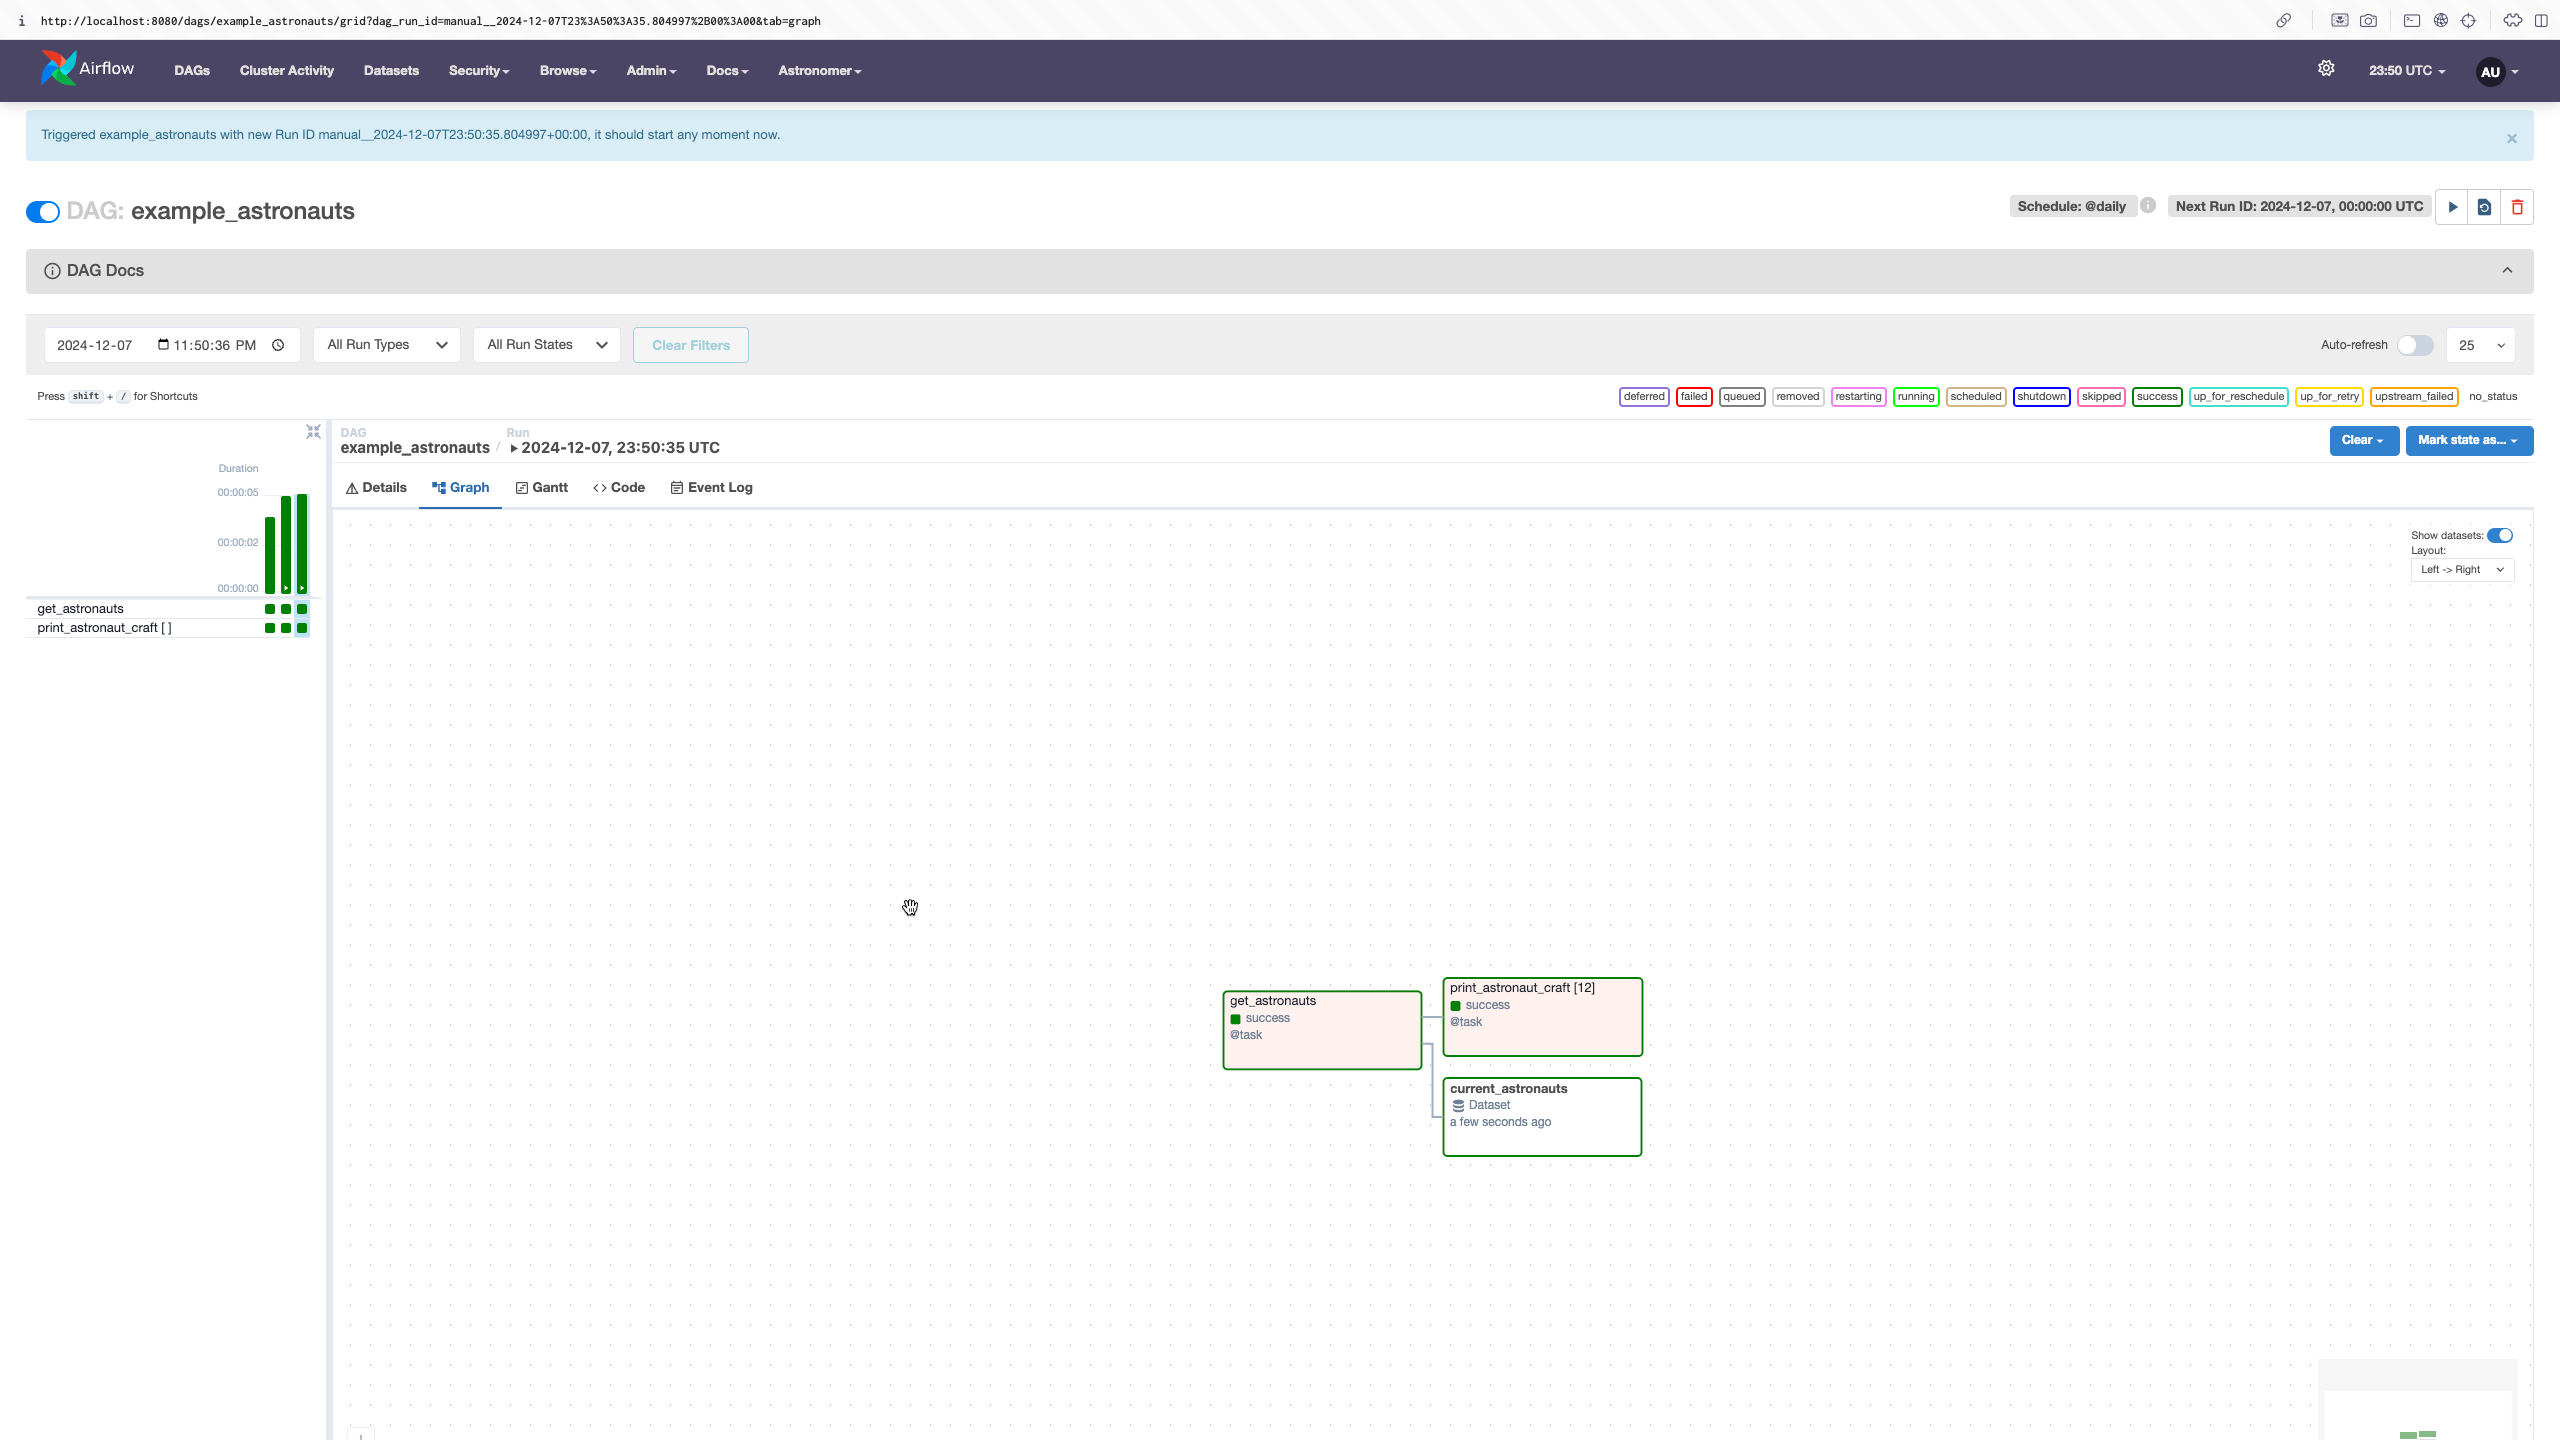 i http://localhost:8080/dags/example_astronauts/grid?dag_run_id=manual__2024-12-07T23%3A50%3A35.804997%2B00%3A00&tab=graph
Airflow DAGs Cluster Activity Datasets Security Browse Admin Docs Astronomer 23:50 UTC AU
Triggered example_astronauts with new Run ID manual__2024-12-07T23:50:35.804997+00:00, it should start any moment now. ×
DAG: example_astronauts Schedule: @daily Next Run ID: 2024-12-07, 00:00:00 UTC
DAG Docs
2024-12-07 11:50:36 PM All Run Types All Run States Clear Filters Auto-refresh 25
Press shift + / for Shortcuts deferred failed queued removed restarting running scheduled shutdown skipped success up_for_reschedule up_for_retry upstream_failed no_status
DAG Run
example_astronauts / 2024-12-07, 23:50:35 UTC Clear Mark state as...
Duration
00:00:05
00:00:02
00:00:00
get_astronauts
print_astronaut_craft [ ]
Details Graph Gantt Code Event Log
Show datasets:
Layout:
Left -> Right
get_astronauts
success
@task
print_astronaut_craft [12]
success
@task
current_astronauts
Dataset
a few seconds ago